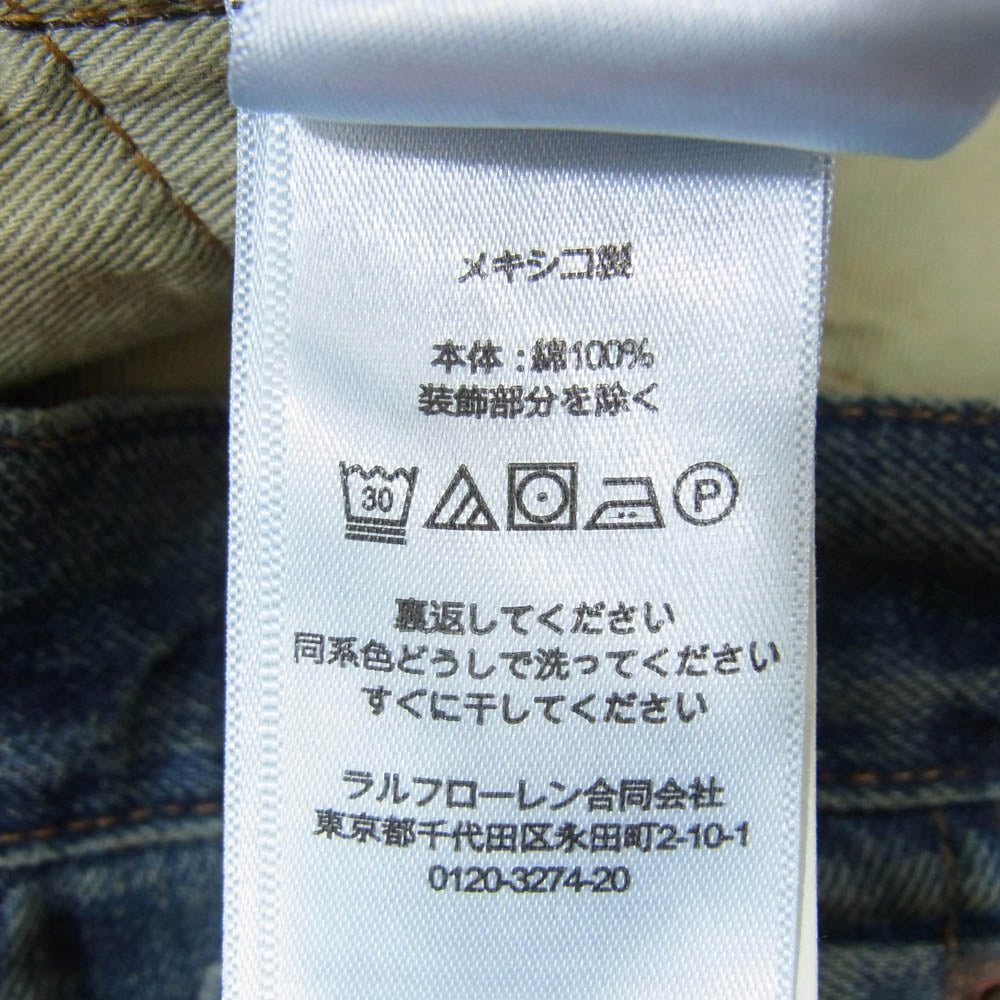 メキシコ製
本体：綿100%
装飾部分を除く
30 P
裏返してください
同系色どうしで洗ってください
すぐに干してください
ラルフローレン合同会社
東京都千代田区永田町2-10-1
0120-3274-20